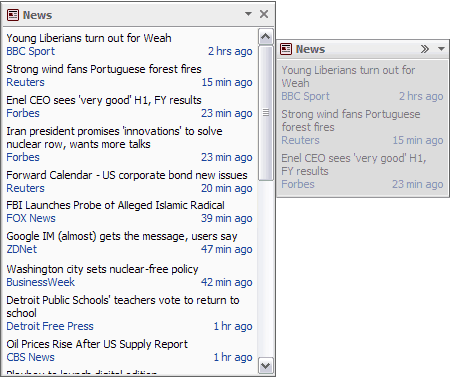 News
Young Liberians turn out for Weah
BBC Sport 2 hrs ago
Strong wind fans Portuguese forest fires
Reuters 15 min ago
Enel CEO sees 'very good' H1, FY results
Forbes 23 min ago
Iran president promises 'innovations' to solve
nuclear row, wants more talks
Forbes 23 min ago
Forward Calendar - US corporate bond new issues
Reuters 20 min ago
FBI Launches Probe of Alleged Islamic Radical
FOX News 39 min ago
Google IM (almost) gets the message, users say
ZDNet 47 min ago
Washington city sets nuclear-free policy
BusinessWeek 42 min ago
Detroit Public Schools' teachers vote to return to
school
Detroit Free Press 1 hr ago
Oil Prices Rise After US Supply Report
CBS News 1 hr ago
Playboy to launch digital edition
News
Young Liberians turn out for
Weah
BBC Sport 2 hrs ago
Strong wind fans Portuguese
forest fires
Reuters 15 min ago
Enel CEO sees 'very good' H1,
FY results
Forbes 23 min ago